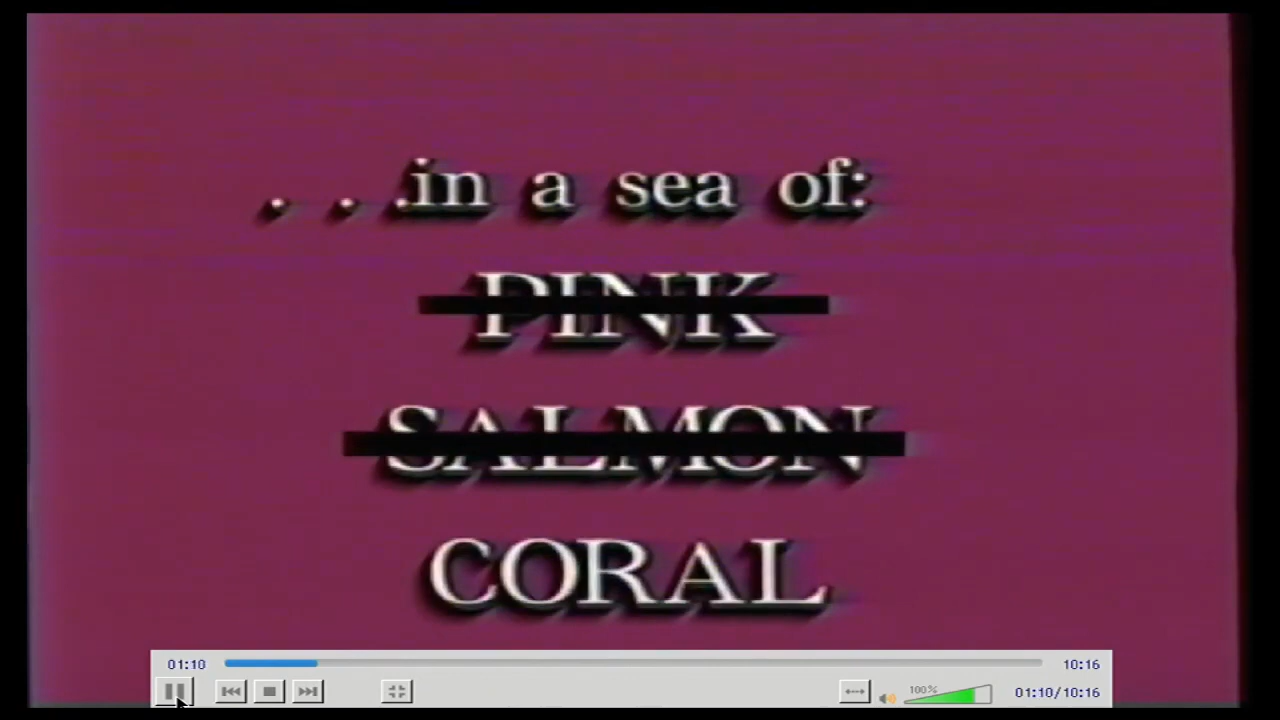 . . .in a sea of:
PINK
SALMON
CORAL
01:10
10:16
100%
01:10/10:16